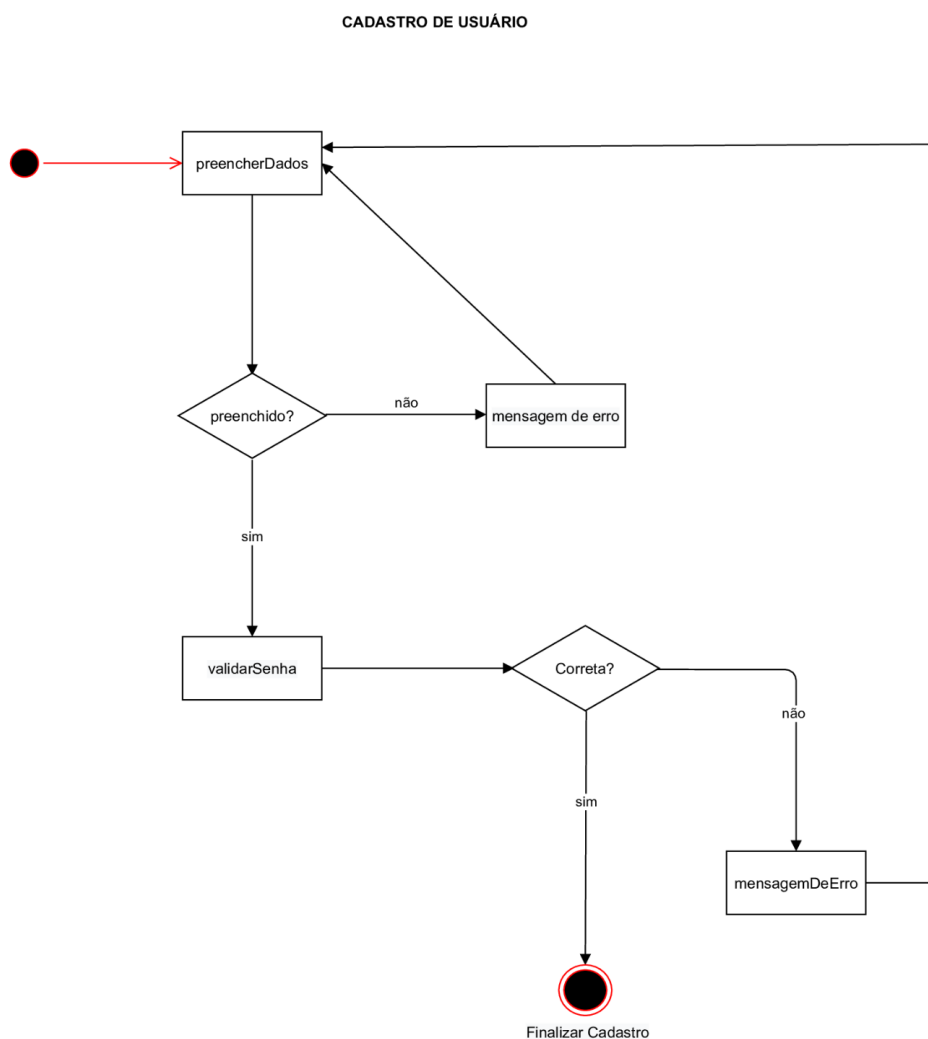 CADASTRO DE USUÁRIO
preencherDados
preenchido?
não
mensagem de erro
sim
validarSenha
Correta?
não
sim
mensagemDeErro
Finalizar Cadastro